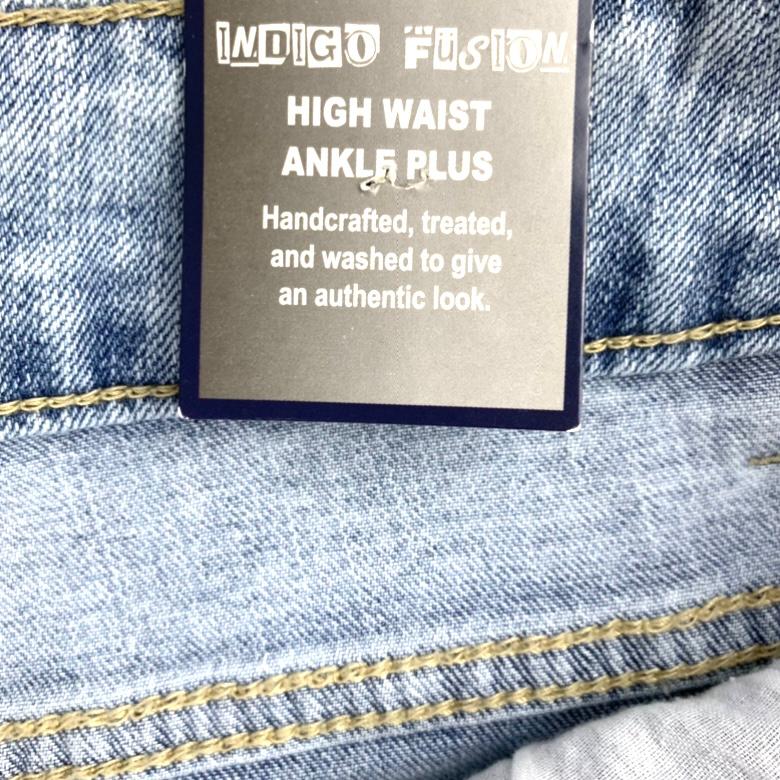 INDIGO FUSION
HIGH WAIST
ANKLE PLUS
Handcrafted, treated,
and washed to give
an authentic look.